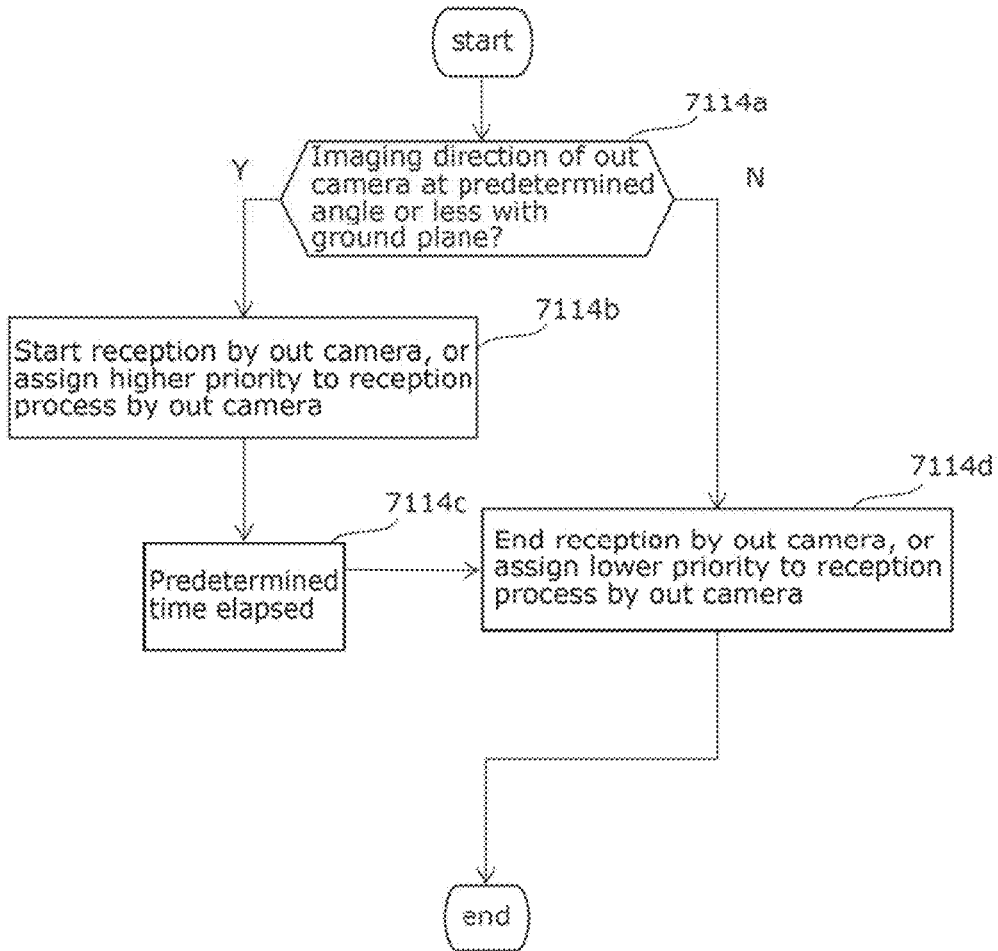 start
7114a
Y
Imaging direction of out
camera at predetermined
angle or less with
ground plane?
N
7114b
Start reception by out camera, or
assign higher priority to reception
process by out camera
7114c
Predetermined
time elapsed
7114d
End reception by out camera, or
assign lower priority to reception
process by out camera
end